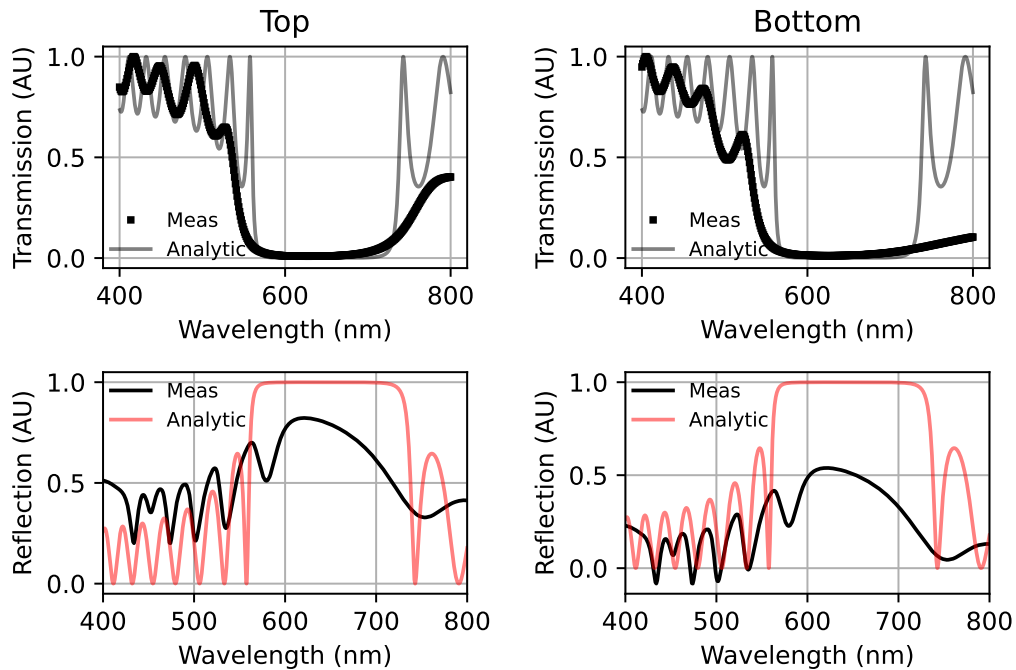 Top
Transmission (AU)
1.0
0.5
0.0
Meas
Analytic
400
600
800
Wavelength (nm)
Bottom
Transmission (AU)
1.0
0.5
0.0
Meas
Analytic
400
600
800
Wavelength (nm)
Reflection (AU)
1.0
0.5
0.0
Meas
Analytic
400
500
600
700
800
Wavelength (nm)
Reflection (AU)
1.0
0.5
0.0
Meas
Analytic
400
500
600
700
800
Wavelength (nm)